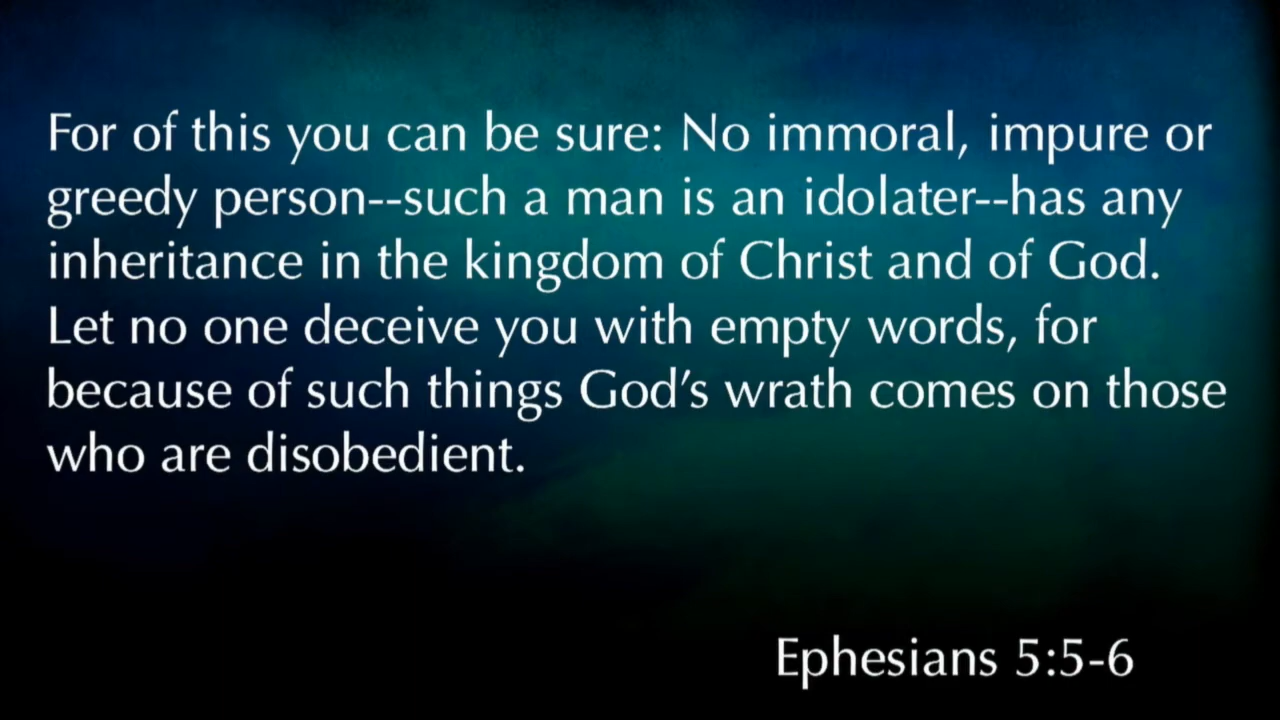 For of this you can be sure: No immoral, impure or
greedy person--such a man is an idolater--has any
inheritance in the kingdom of Christ and of God.
Let no one deceive you with empty words, for
because of such things God’s wrath comes on those
who are disobedient.
Ephesians 5:5-6